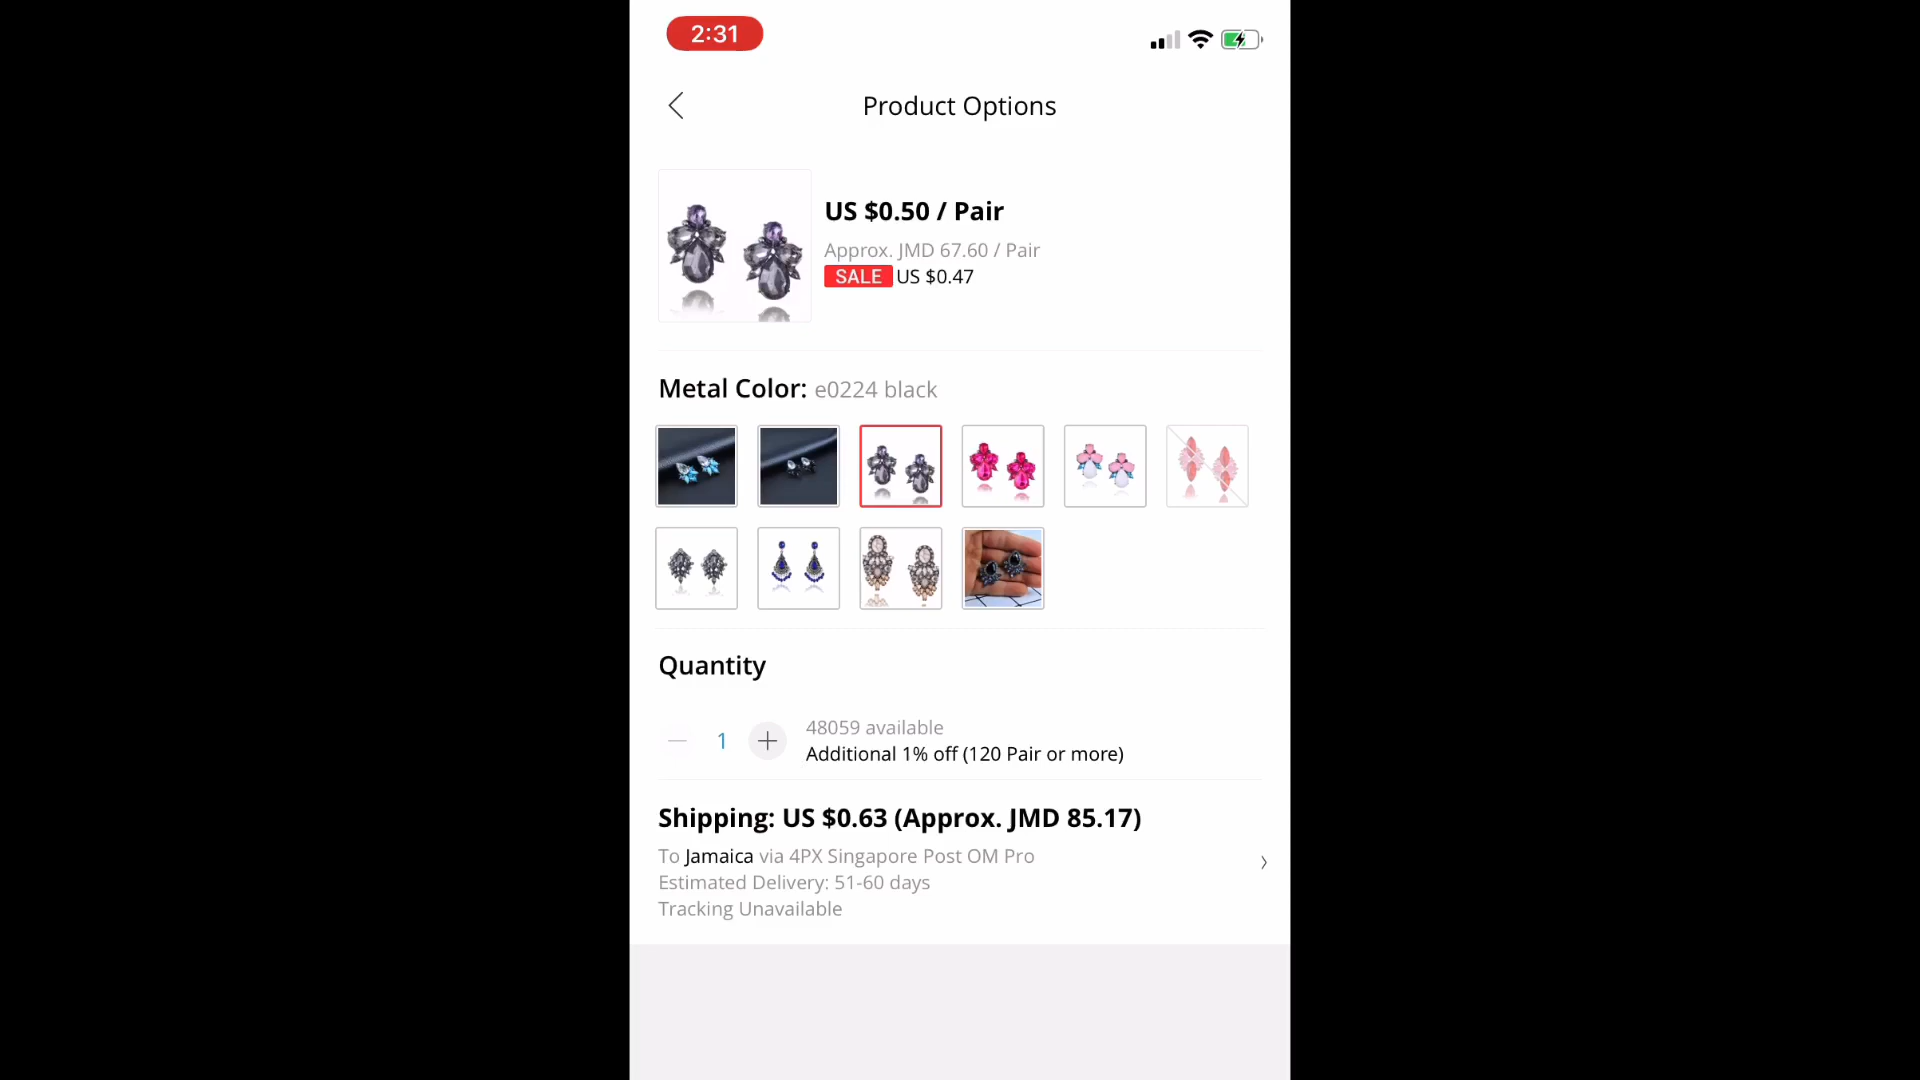 2:31
Product Options
US $0.50 / Pair
Approx. JMD 67.60 / Pair
SALE US $0.47
Metal Color: e0224 black
Quantity
1
48059 available
Additional 1% off (120 Pair or more)
Shipping: US $0.63 (Approx. JMD 85.17)
To Jamaica via 4PX Singapore Post OM Pro
Estimated Delivery: 51-60 days
Tracking Unavailable